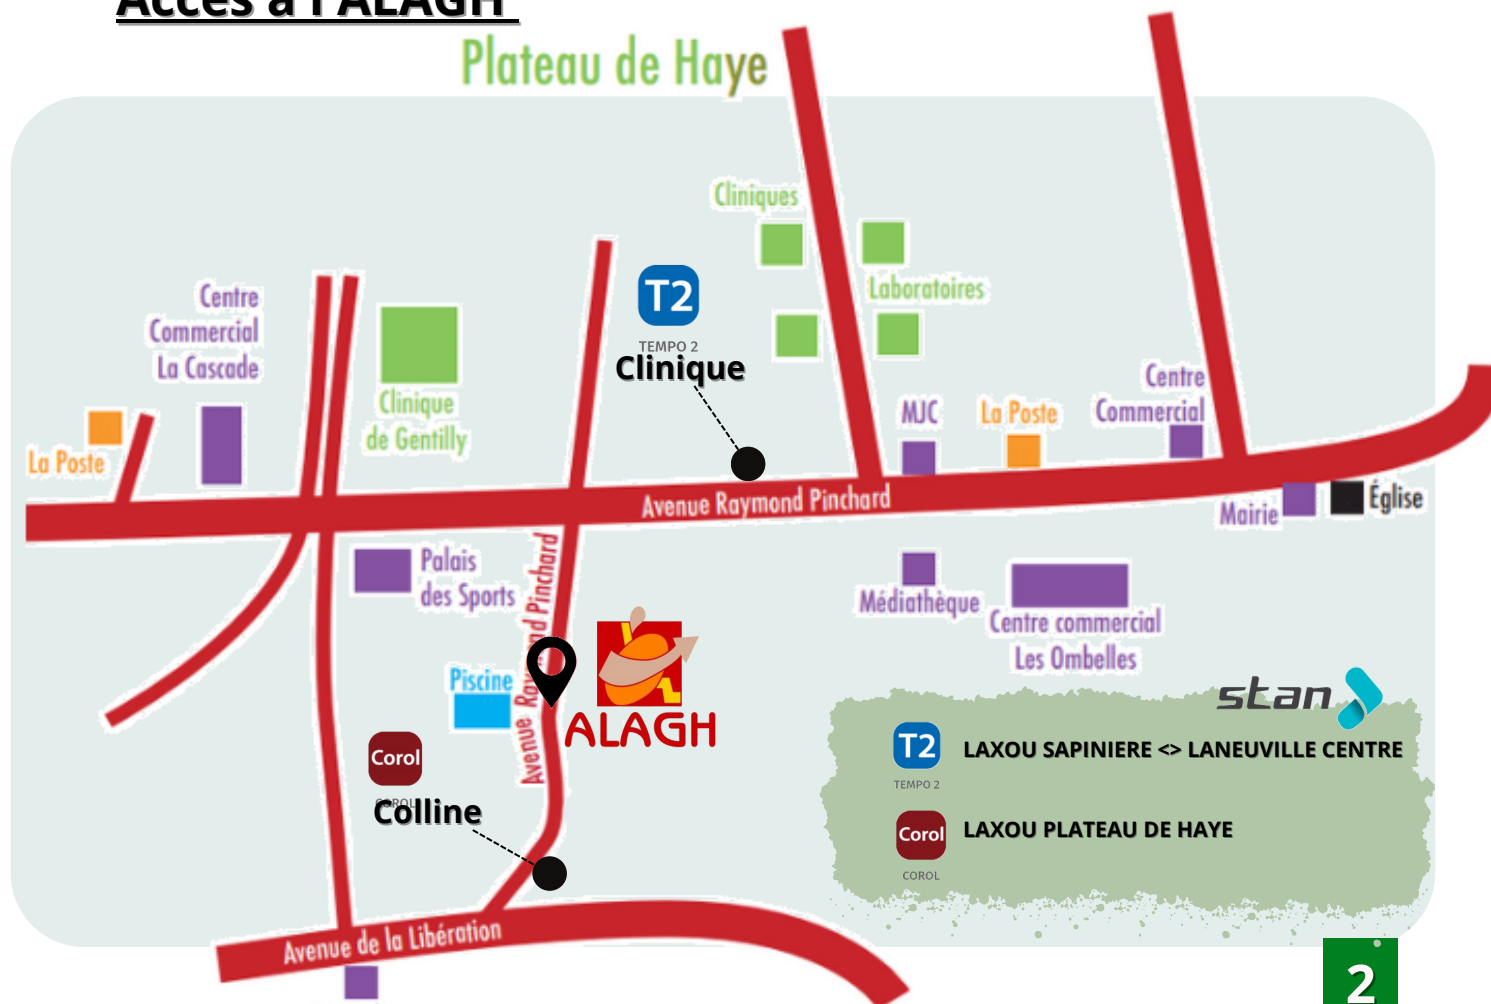 Accès à l'ALAGH
Plateau de Haye
Cliniques
Laboratoires
T2
TEMPO 2
Clinique
Centre
Commercial
La Cascade
Clinique
de Gentilly
La Poste
MJC
La Poste
Centre
Commercial
Avenue Raymond Pinchard
Mairie
Église
Palais
des Sports
Avenue Raymond Pinchard
Médiathèque
Centre commercial
Les Ombelles
Piscine
ALAGH
Corol
COROL
Colline
stan
T2
TEMPO 2
LAXOU SAPINIERE <> LANEUVILLE CENTRE
Corol
COROL
LAXOU PLATEAU DE HAYE
Avenue de la Libération
2